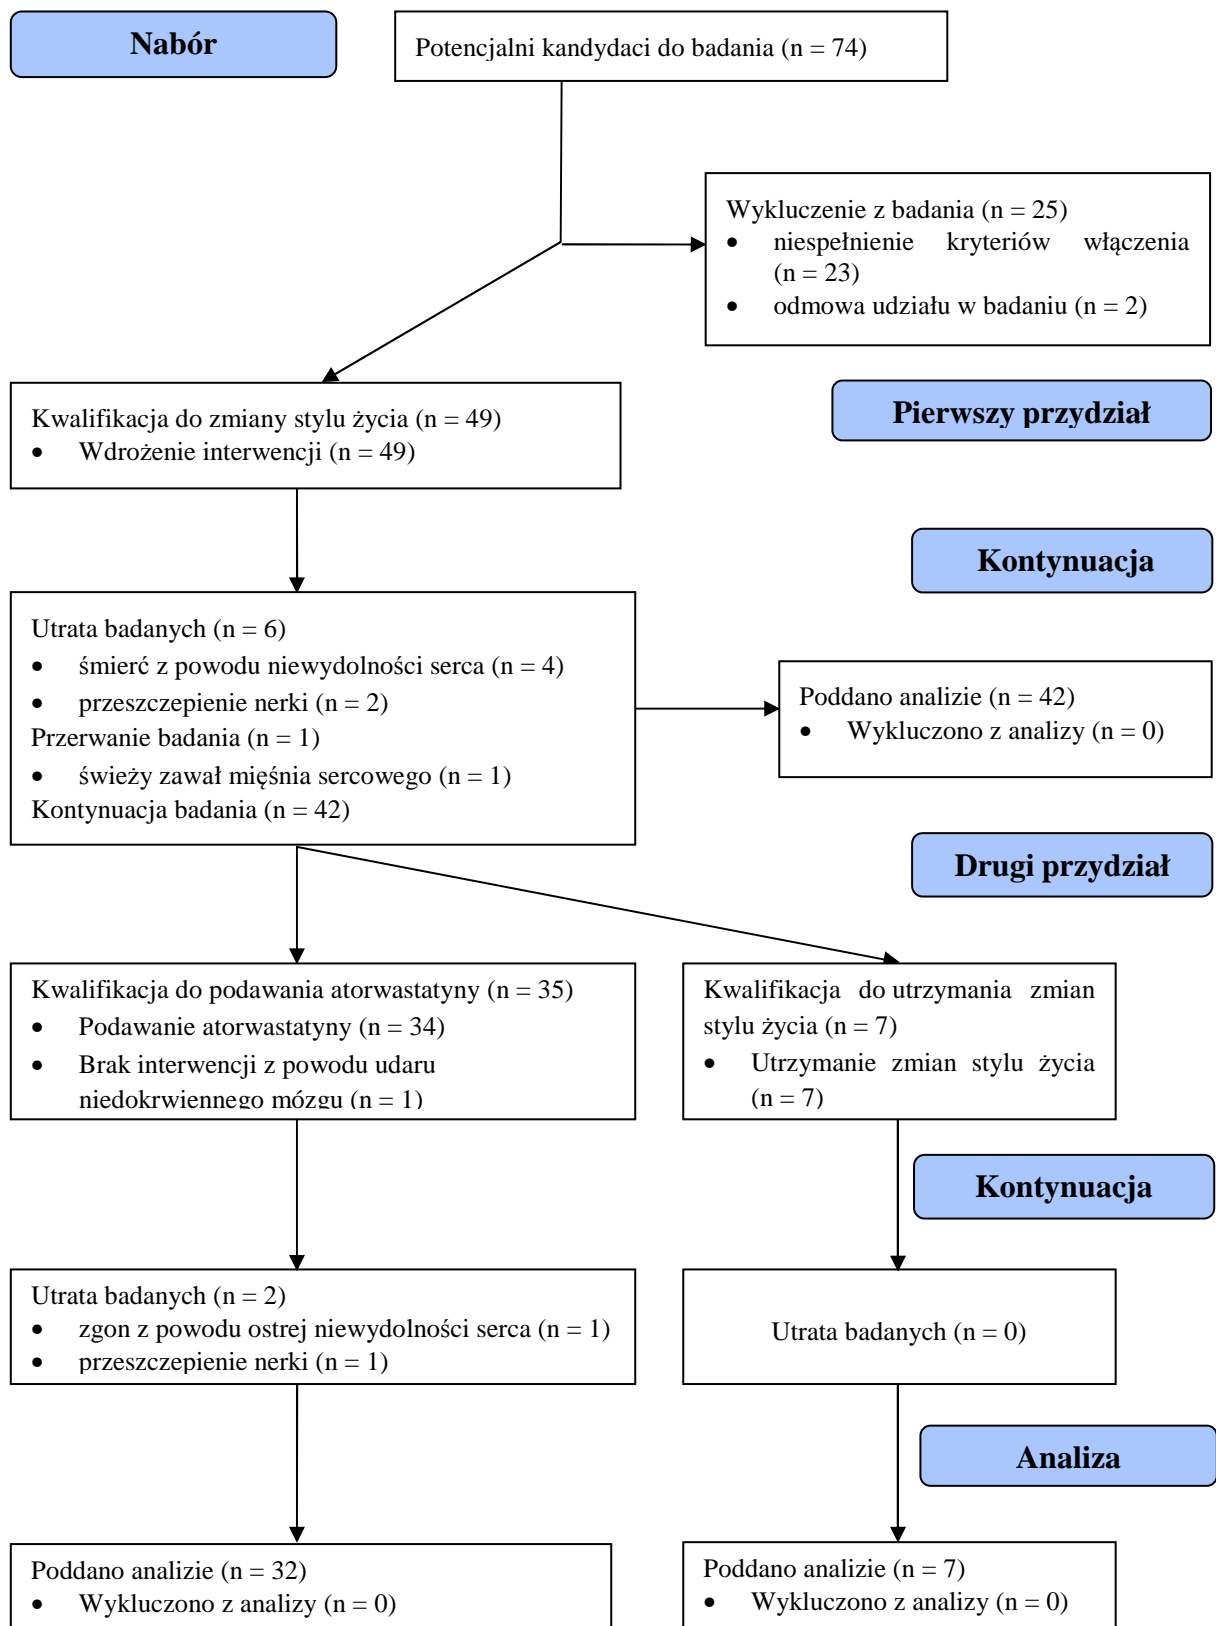 Nabór
Potencjalni kandydaci do badania (n = 74)
Wykluczenie z badania (n = 25)
• niespełnienie kryteriów włączenia
(n = 23)
• odmowa udziału w badaniu (n = 2)
Kwalifikacja do zmiany stylu życia (n = 49)
• Wdrożenie interwencji (n = 49)
Pierwszy przydział
Kontynuacja
Utrata badanych (n = 6)
• śmierć z powodu niewydolności serca (n = 4)
• przeszczepienie nerki (n = 2)
Przerwanie badania (n = 1)
• świeży zawał mięśnia sercowego (n = 1)
Kontynuacja badania (n = 42)
Poddano analizie (n = 42)
• Wykluczono z analizy (n = 0)
Drugi przydział
Kwalifikacja do podawania atorwastatyny (n = 35)
• Podawanie atorwastatyny (n = 34)
• Brak interwencji z powodu udaru
niedokrwiennego mózgu (n = 1)
Kwalifikacja do utrzymania zmian
stylu życia (n = 7)
• Utrzymanie zmian stylu życia
(n = 7)
Kontynuacja
Utrata badanych (n = 2)
• zgon z powodu ostrej niewydolności serca (n = 1)
• przeszczepienie nerki (n = 1)
Utrata badanych (n = 0)
Analiza
Poddano analizie (n = 32)
• Wykluczono z analizy (n = 0)
Poddano analizie (n = 7)
• Wykluczono z analizy (n = 0)